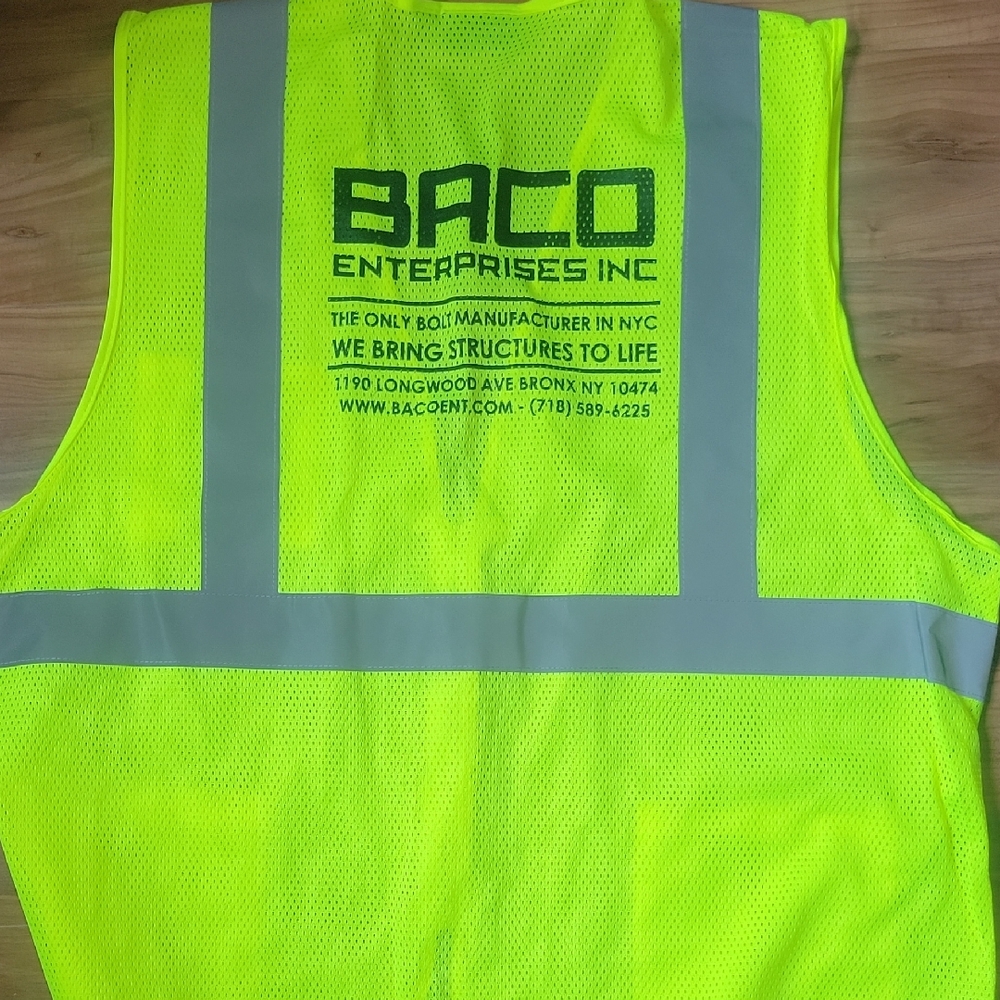 BACO
ENTERPRISES INC
THE ONLY BOLT MANUFACTURER IN NYC
WE BRING STRUCTURES TO LIFE
1190 LONGWOOD AVE BRONX NY 10474
WWW.BACOENT.COM - (718) 589-6225